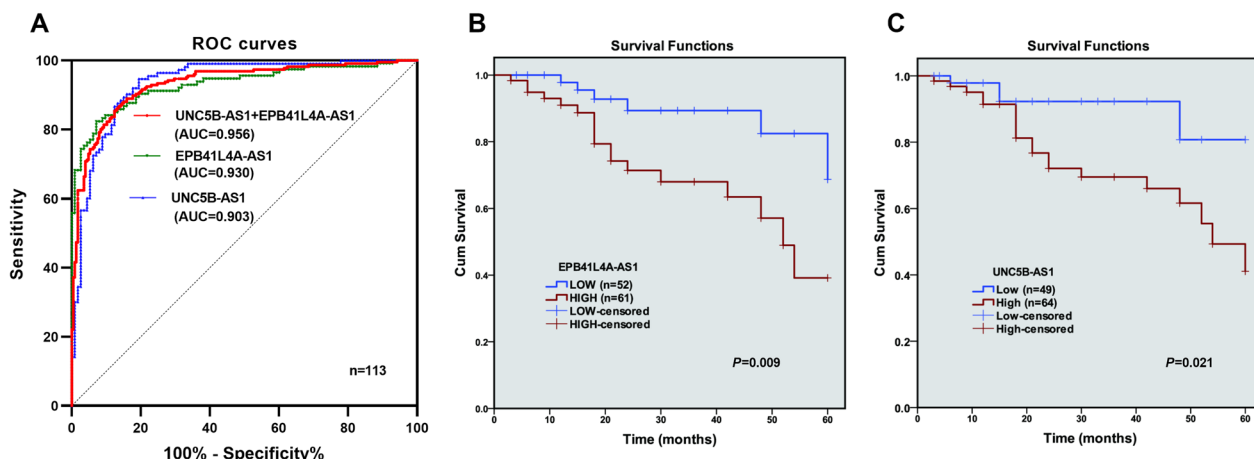 A
ROC curves
100
80
60
40
20
0
Sensitivity
UNC5B-AS1+EPB41L4A-AS1
(AUC=0.956)
EPB41L4A-AS1
(AUC=0.930)
UNC5B-AS1
(AUC=0.903)
n=113
0 20 40 60 80 100
100% - Specificity%
B
Survival Functions
1.0
0.8
0.6
0.4
0.2
0.0
Cum Survival
EPB41L4A-AS1
LOW (n=52)
HIGH (n=61)
LOW-censored
HIGH-censored
P=0.009
0 10 20 30 40 50 60
Time (months)
C
Survival Functions
1.0
0.8
0.6
0.4
0.2
0.0
Cum Survival
UNC5B-AS1
Low (n=49)
High (n=64)
Low-censored
High-censored
P=0.021
0 10 20 30 40 50 60
Time (months)